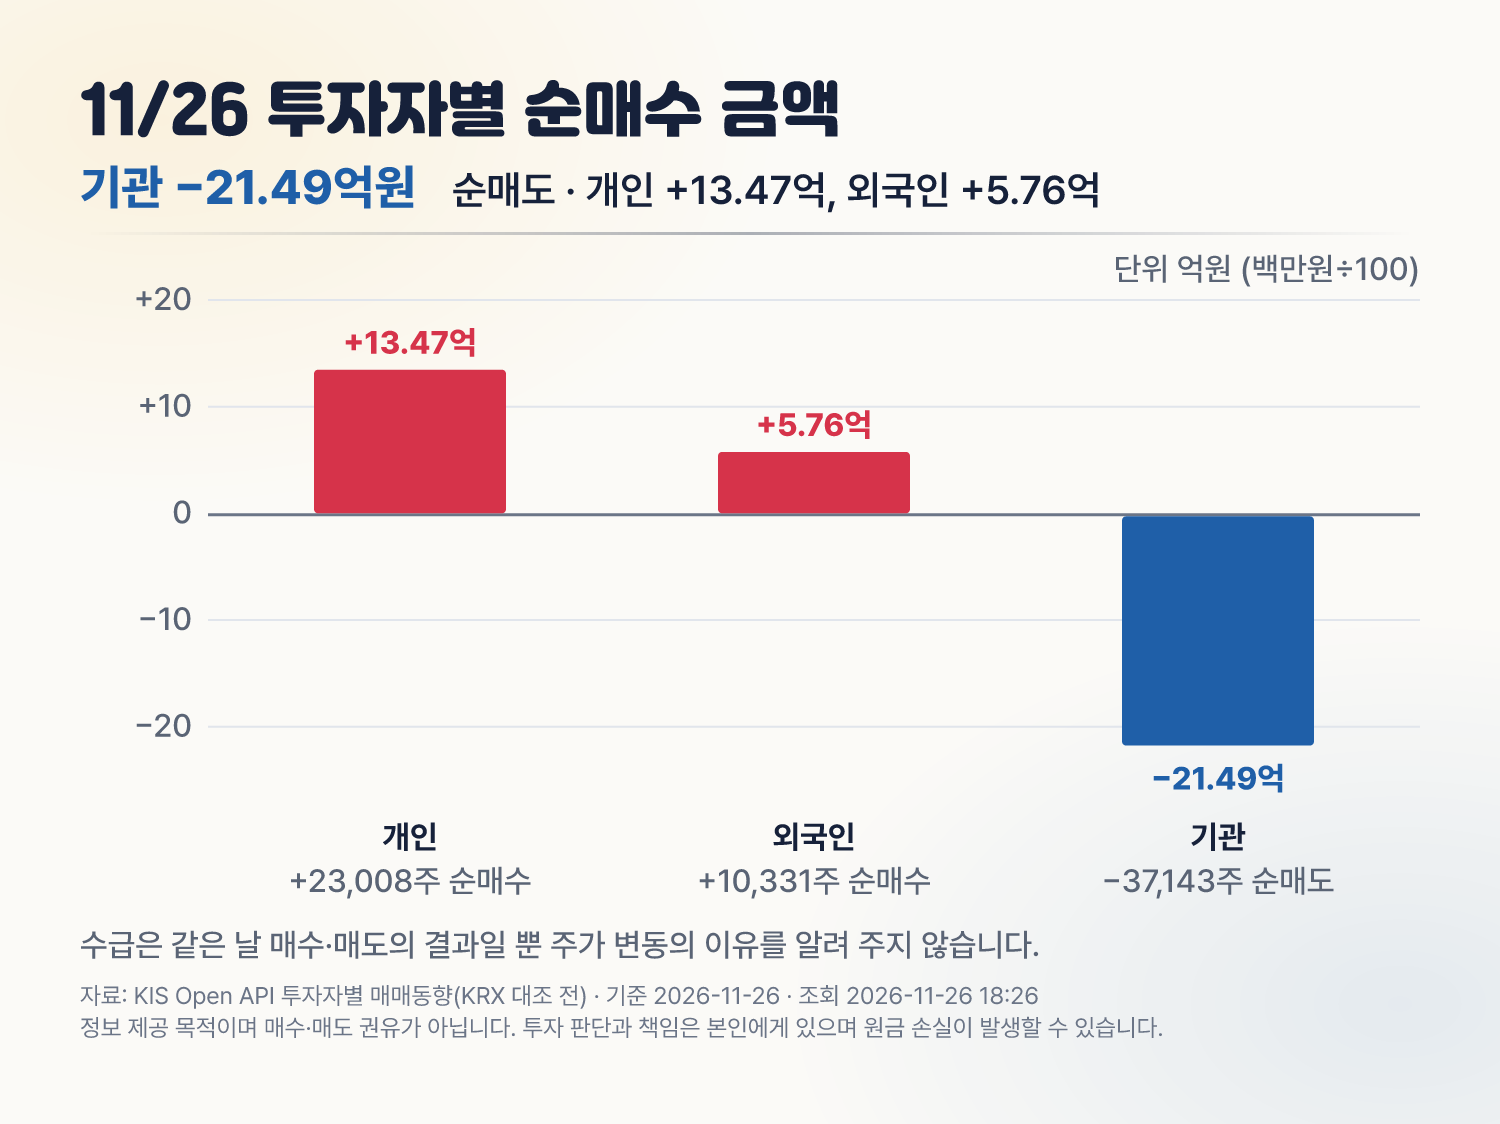 11/26 투자자별 순매수 금액
기관 −21.49억원 순매도 · 개인 +13.47억, 외국인 +5.76억
단위 억원 (백만원÷100)
+20
+13.47억
+10
+5.76억
0
−10
−20
−21.49억
개인 외국인 기관
+23,008주 순매수 +10,331주 순매수 −37,143주 순매도
수급은 같은 날 매수·매도의 결과일 뿐 주가 변동의 이유를 알려 주지 않습니다.
자료: KIS Open API 투자자별 매매동향(KRX 대조 전) · 기준 2026-11-26 · 조회 2026-11-26 18:26
정보 제공 목적이며 매수·매도 권유가 아닙니다. 투자 판단과 책임은 본인에게 있으며 원금 손실이 발생할 수 있습니다.